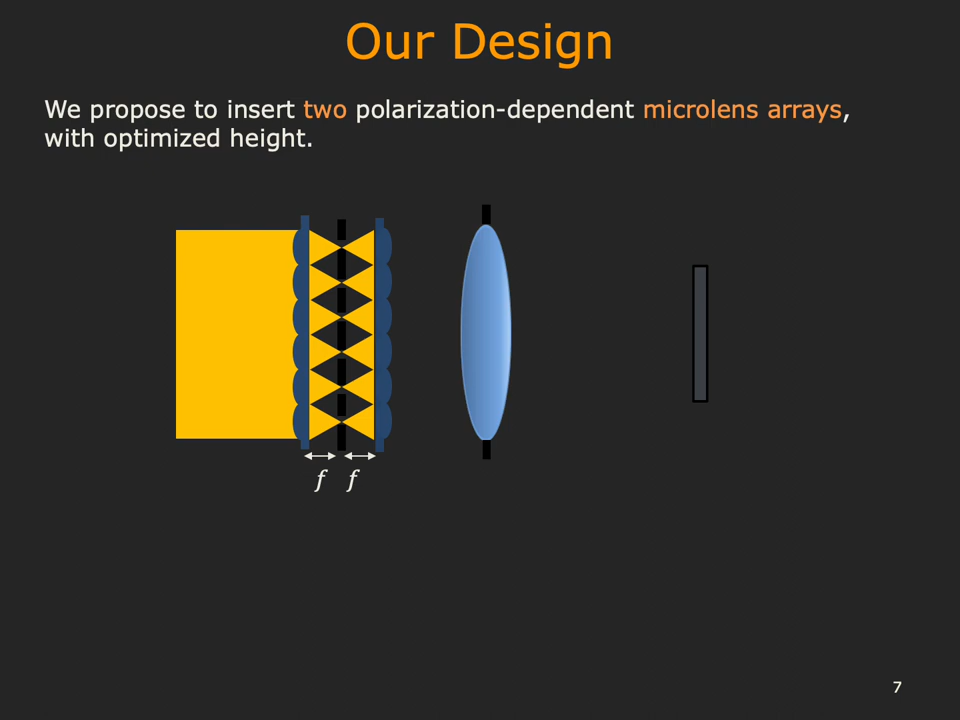 Our Design
We propose to insert two polarization-dependent microlens arrays,
with optimized height.
f f
7